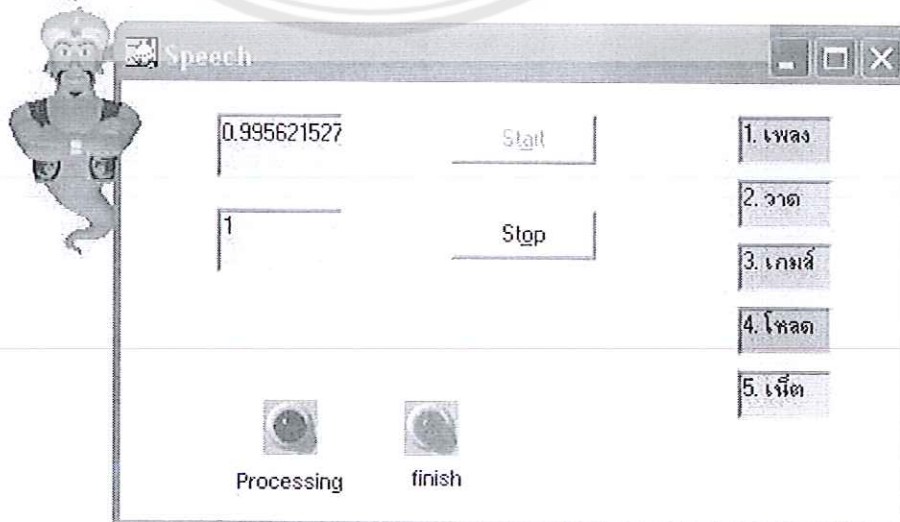 Speech
0.995621527
Start
1. เพลง
2. วาด
1
Stop
3. เกมส์
4. โหลด
5. เน็ต
Processing
finish